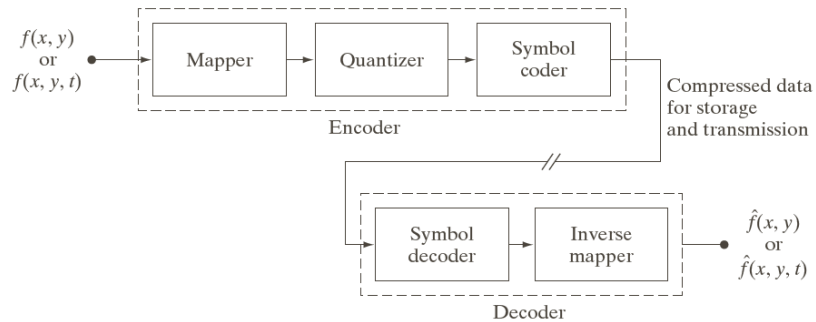 f(x, y)
or
f(x, y, t)
Mapper
Quantizer
Symbol
coder
Encoder
Compressed data
for storage
and transmission
Symbol
decoder
Inverse
mapper
Decoder
f̂(x, y)
or
f̂(x, y, t)